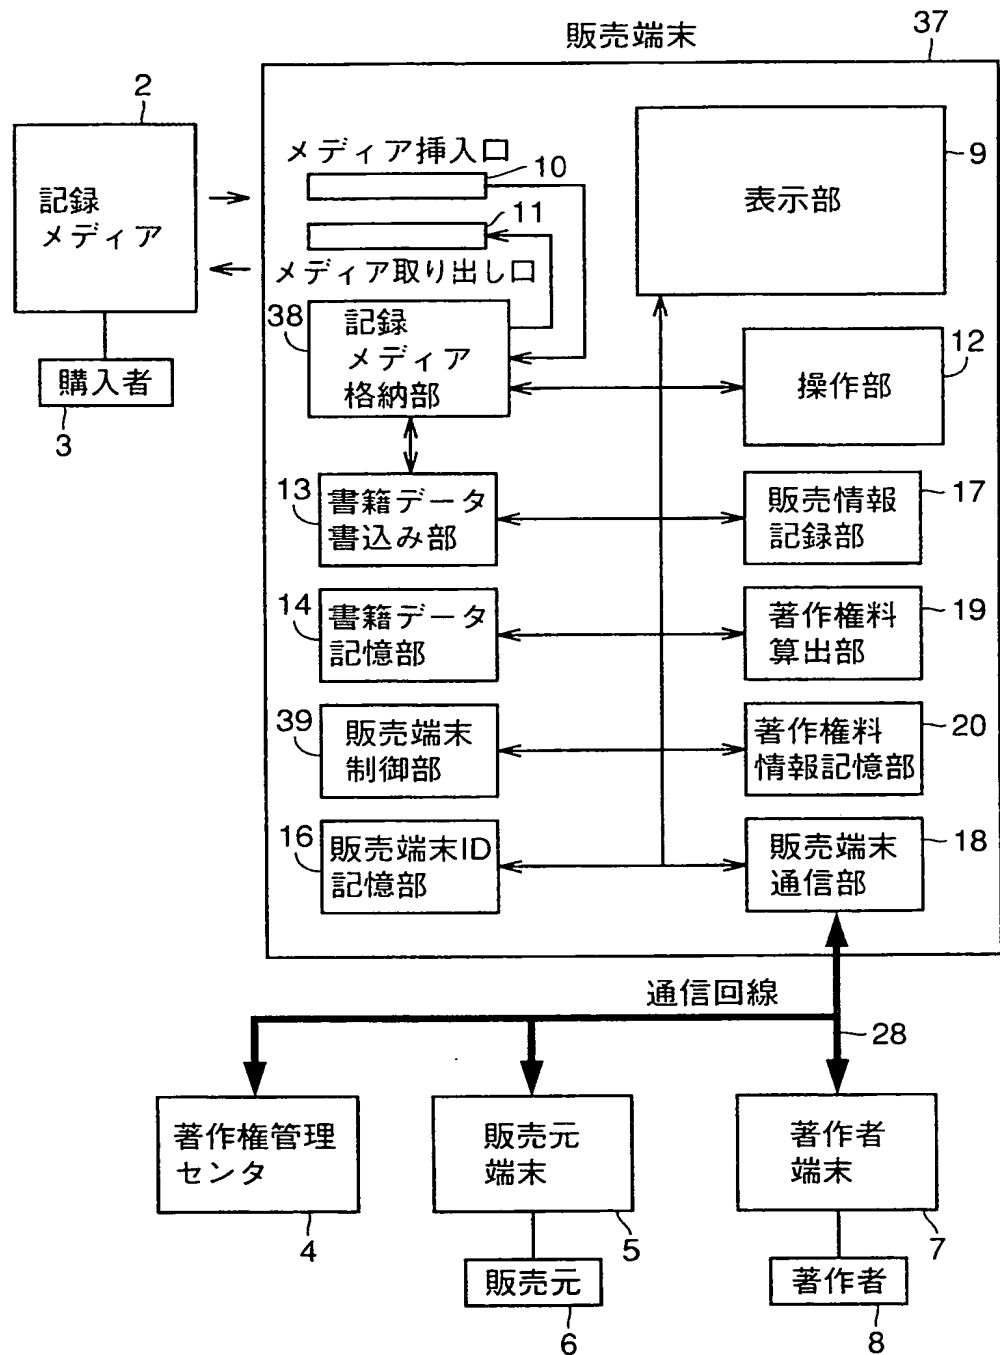 販売端末
37
2
記録
メディア
購入者
3
メディア挿入口
10
11
メディア取り出し口
9
表示部
38
記録
メディア
格納部
12
操作部
13
書籍データ
書込み部
17
販売情報
記録部
14
書籍データ
記憶部
19
著作権料
算出部
39
販売端末
制御部
20
著作権料
情報記憶部
16
販売端末ID
記憶部
18
販売端末
通信部
通信回線
28
著作権管理
センタ
4
販売元
端末
5
販売元
6
著作者
端末
7
著作者
8